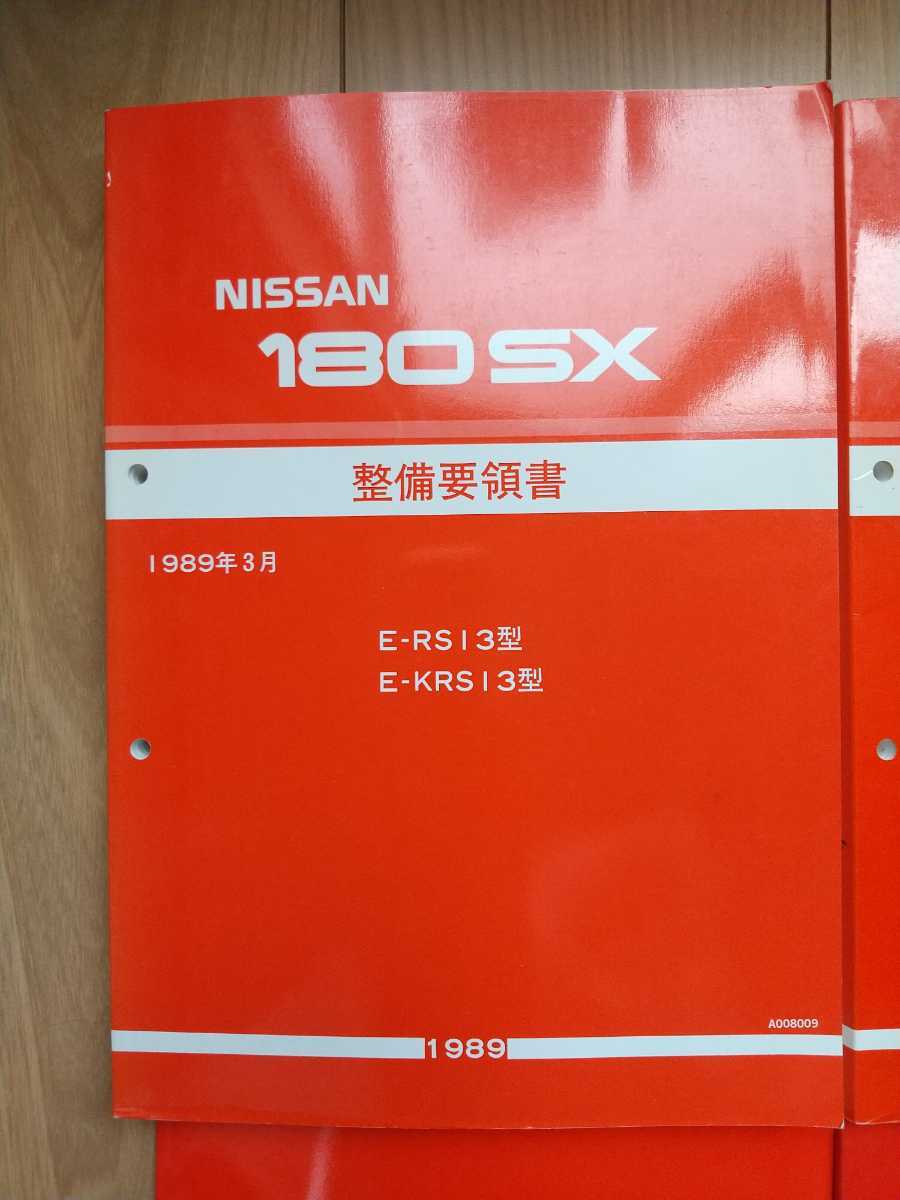 NISSAN
180SX
整備要領書
1989年3月
E-RS13型
E-KRS13型
A008009
1989